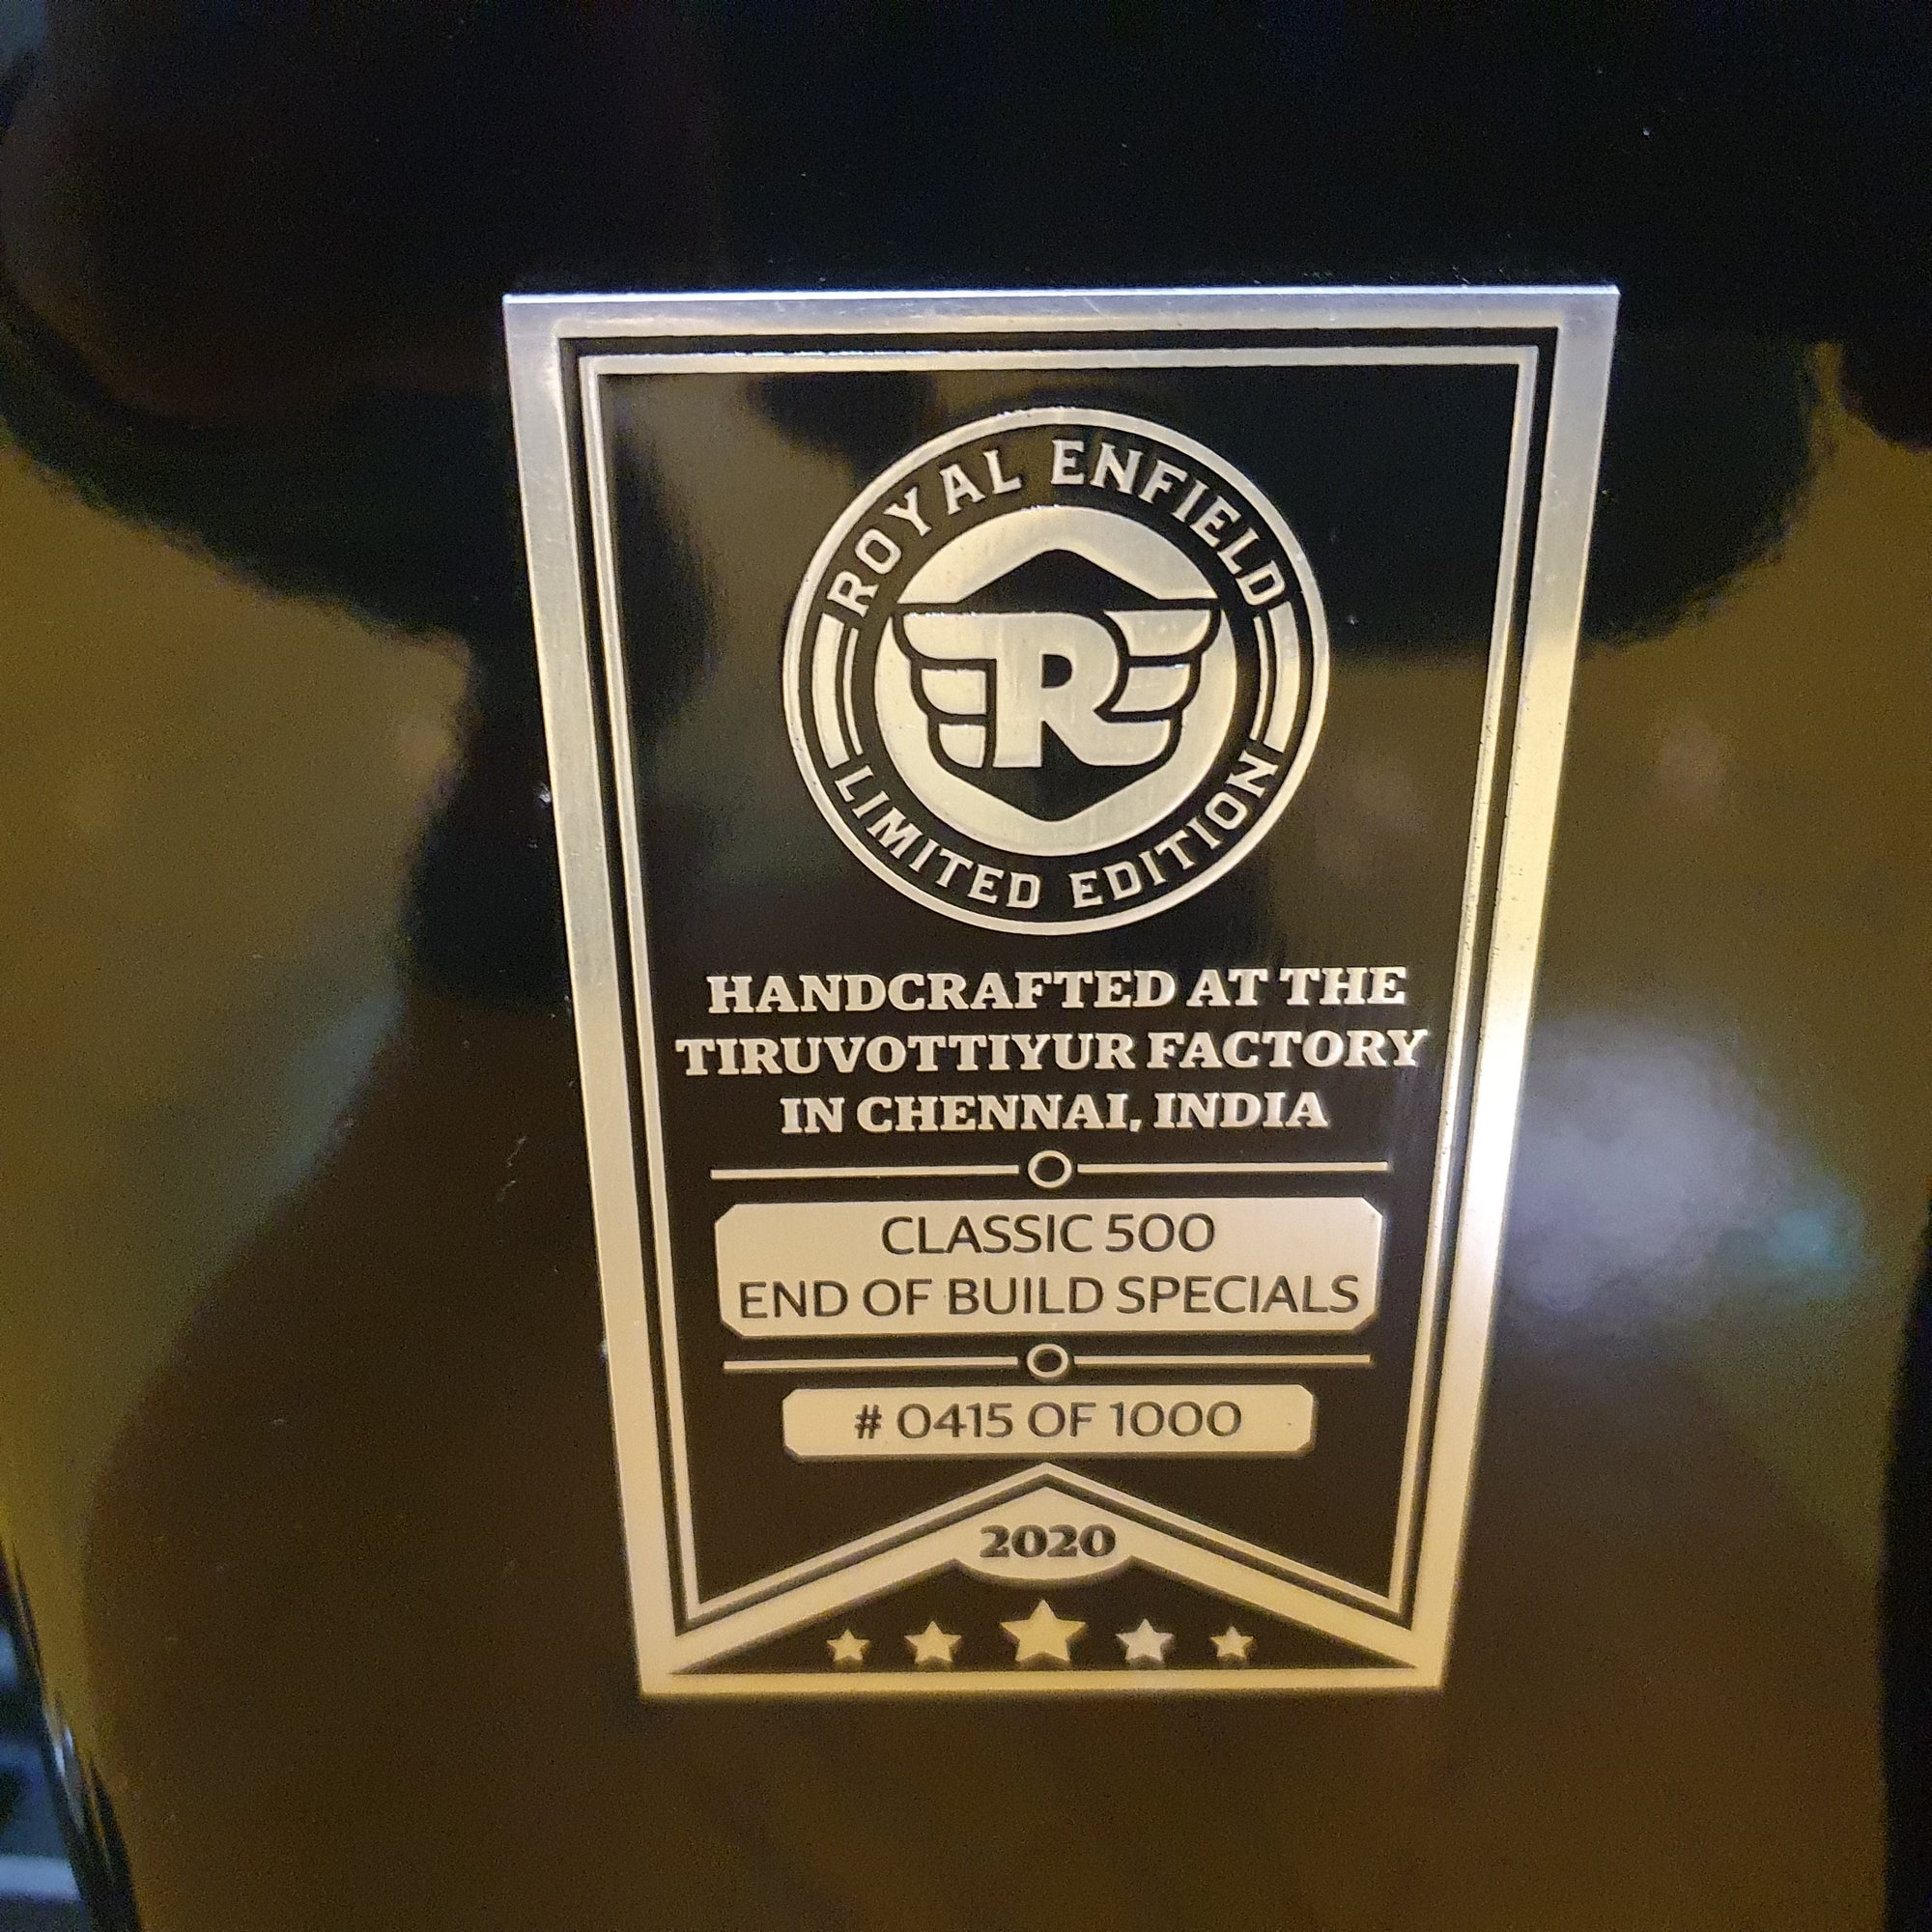 ROYAL ENFIELD
R
LIMITED EDITION
HANDCRAFTED AT THE
TIRUVOTTIYUR FACTORY
IN CHENNAI, INDIA
CLASSIC 500
END OF BUILD SPECIALS
# 0415 OF 1000
2020